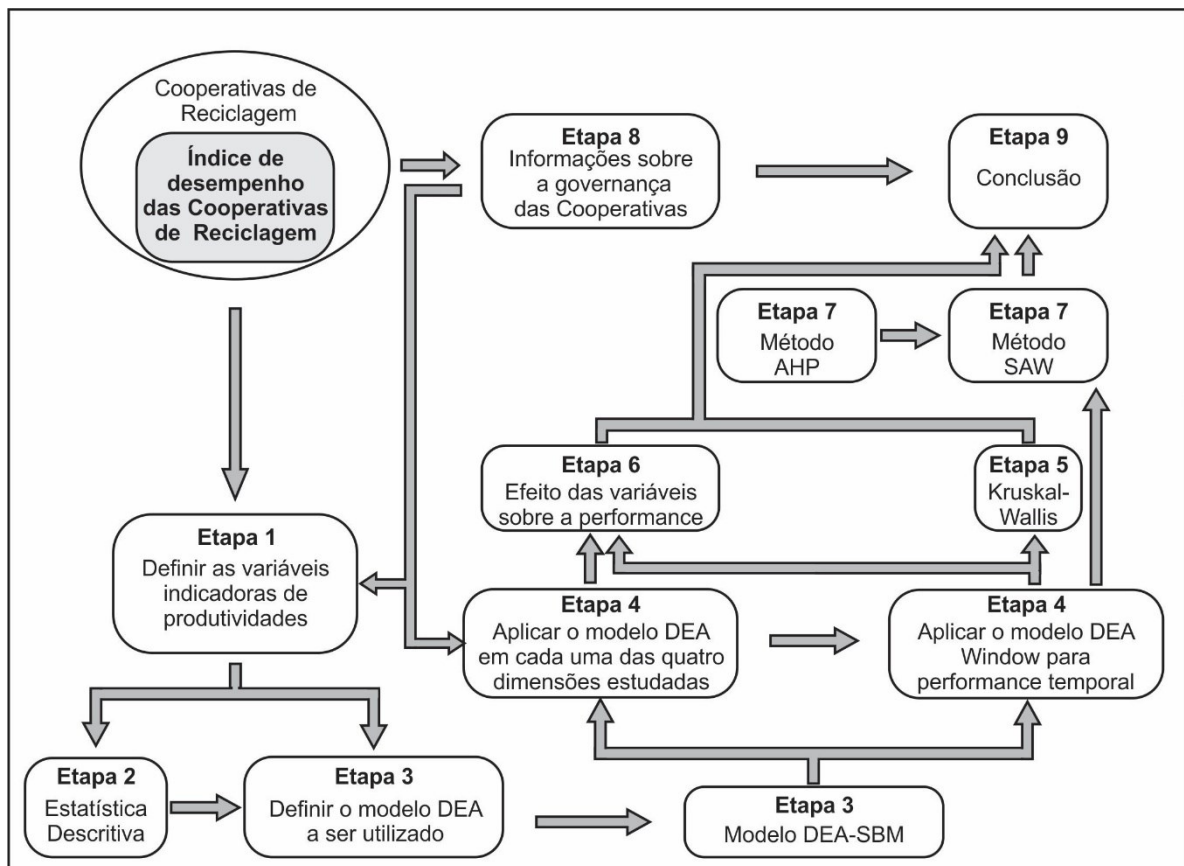 Cooperativas de
Reciclagem
Índice de
desempenho
das Cooperativas
de Reciclagem
Etapa 8
Informações sobre
a governança
das Cooperativas
Etapa 9
Conclusão
Etapa 7
Método
AHP
Etapa 7
Método
SAW
Etapa 6
Efeito das variáveis
sobre a performance
Etapa 5
Kruskal-
Wallis
Etapa 1
Definir as variáveis
indicadoras de
produtividades
Etapa 4
Aplicar o modelo DEA
em cada uma das quatro
dimensões estudadas
Etapa 4
Aplicar o modelo DEA
Window para
performance temporal
Etapa 2
Estatística
Descritiva
Etapa 3
Definir o modelo DEA
a ser utilizado
Etapa 3
Modelo DEA-SBM